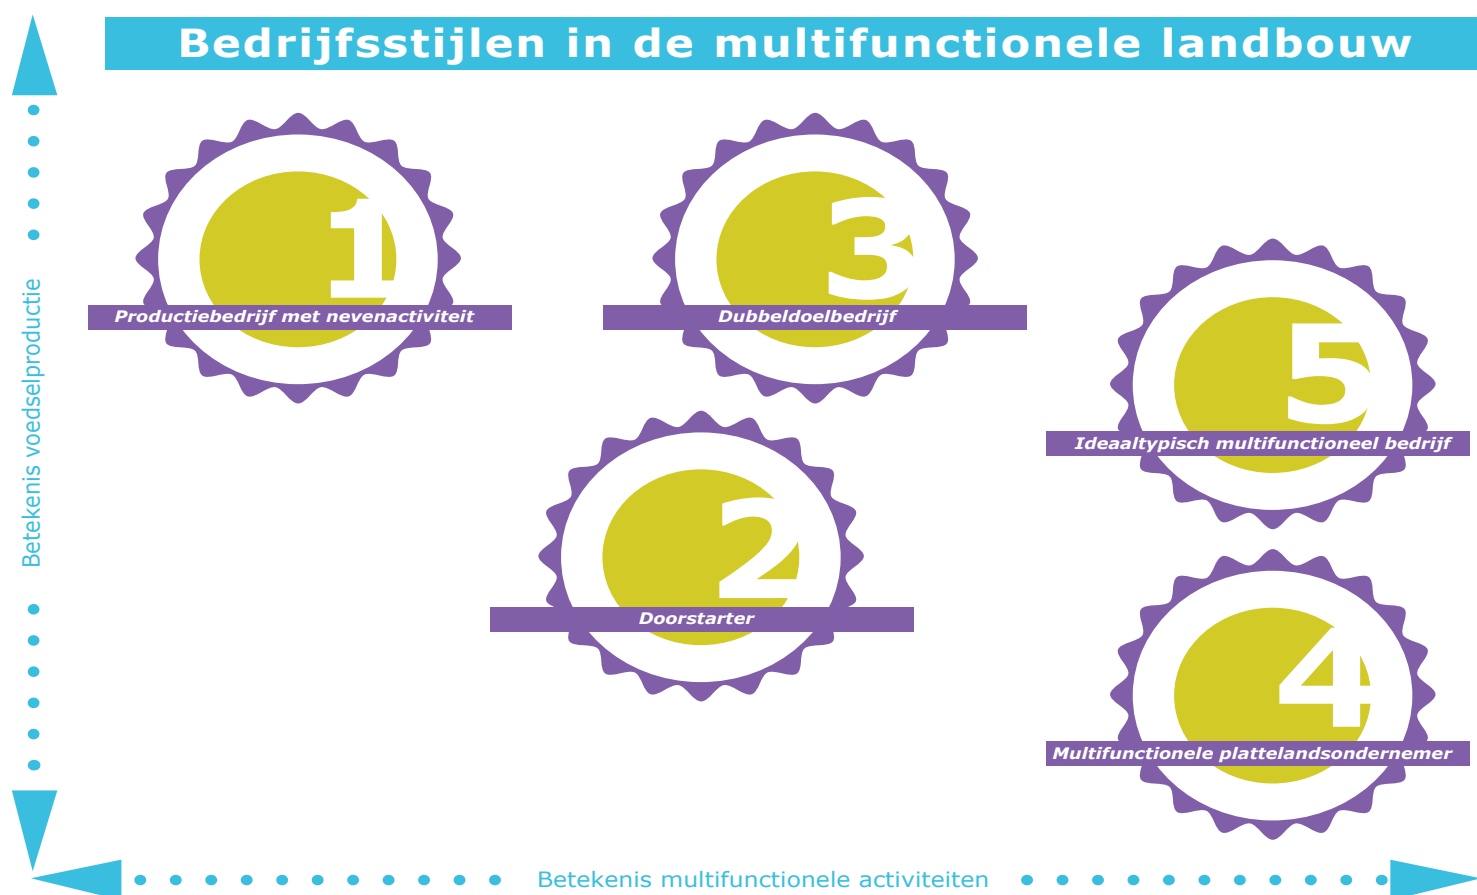 Bedrijfsstijlen in de multifunctionele landbouw
1
Productiebedrijf met nevenactiviteit
3
Dubbeldoelbedrijf
5
Ideaaltypisch multifunctioneel bedrijf
2
Doorstarter
4
Multifunctionele plattelandsondernemer
Betekenis voedselproductie
Betekenis multifunctionele activiteiten